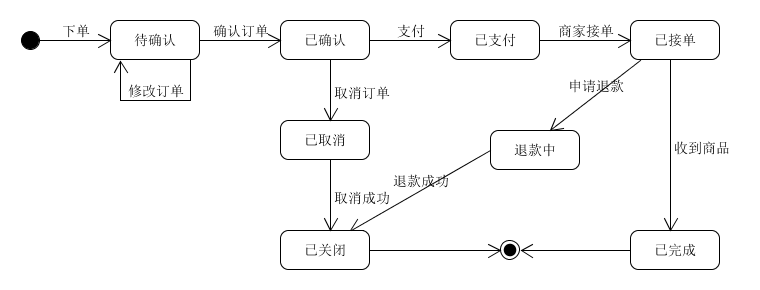 下单
待确认
确认订单
已确认
支付
已支付
商家接单
已接单
修改订单
取消订单
申请退款
已取消
退款中
收到商品
退款成功
取消成功
已关闭
已完成